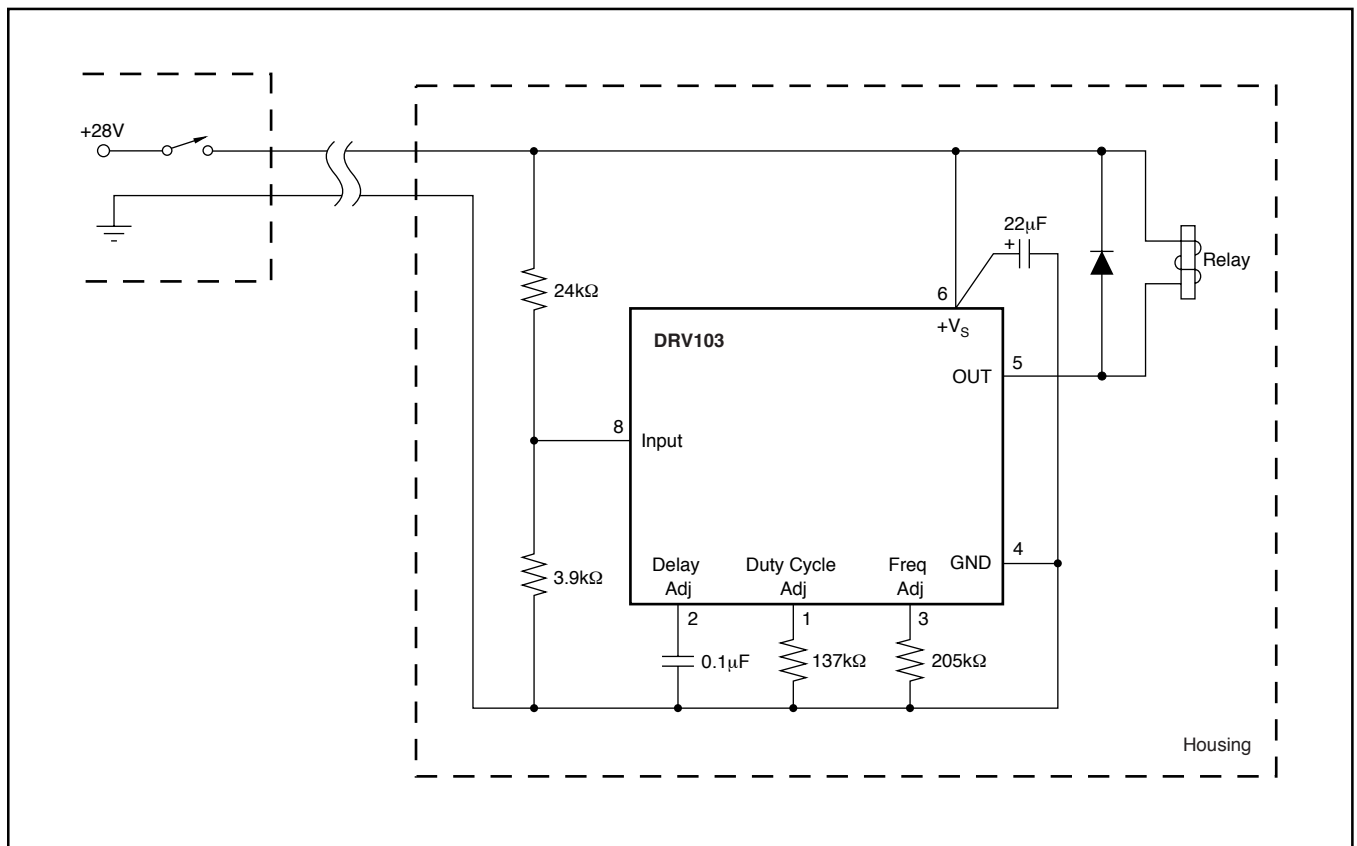 +28V
22μF
+
Relay
24kΩ
6
+VS
DRV103
OUT
5
8
Input
3.9kΩ
Delay
Adj
Duty Cycle
Adj
Freq
Adj
GND
4
2
1
3
0.1μF
137kΩ
205kΩ
Housing